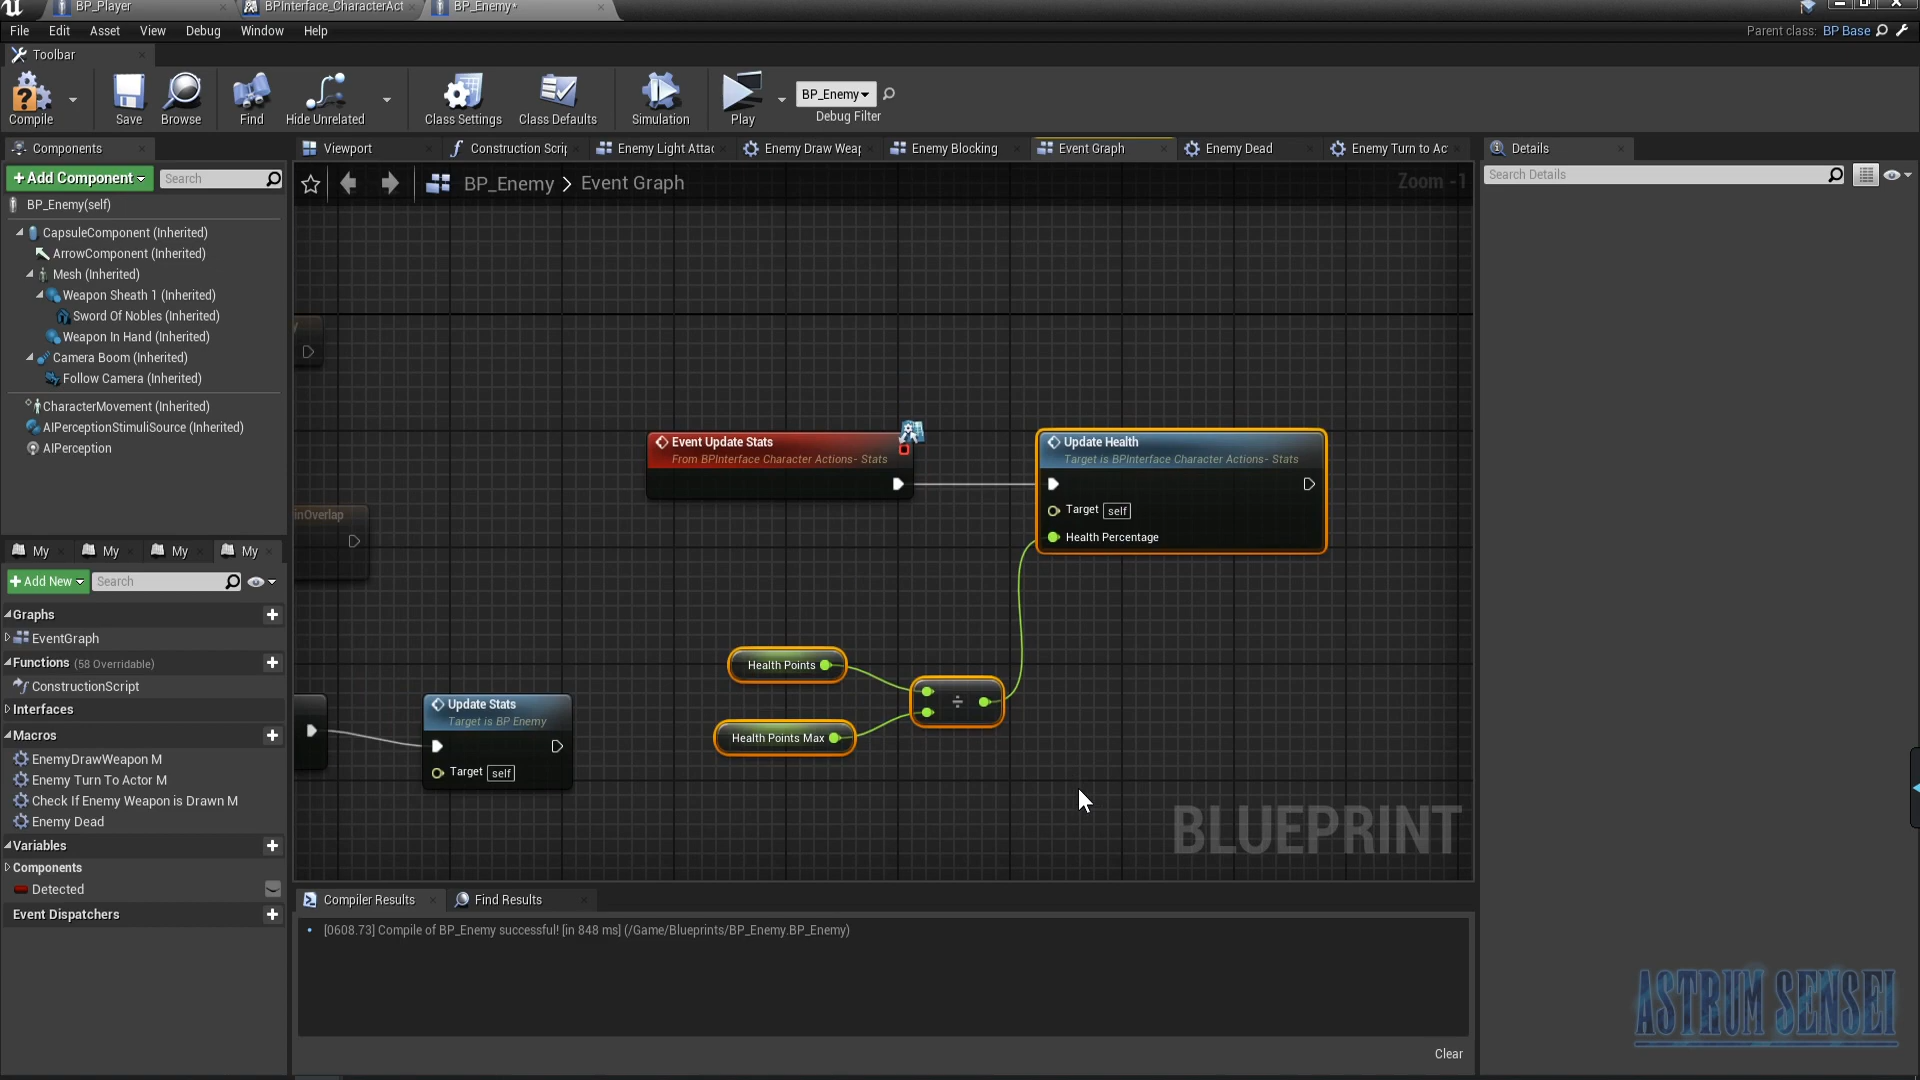 BP_Player
BPInterface_CharacterAct
BP_Enemy*
File Edit Asset View Debug Window Help
Parent class: BP Base
Toolbar
Compile
Save
Browse
Find
Hide Unrelated
Class Settings
Class Defaults
Simulation
Play
BP_Enemy
Debug Filter
Components
Viewport
Construction Scrip
Enemy Light Attac
Enemy Draw Weap
Enemy Blocking
Event Graph
Enemy Dead
Enemy Turn to Ac
Details
+ Add Component
Search
Search Details
BP_Enemy > Event Graph
Zoom -1
BP_Enemy(self)
CapsuleComponent (Inherited)
ArrowComponent (Inherited)
Mesh (Inherited)
Weapon Sheath 1 (Inherited)
Sword Of Nobles (Inherited)
Weapon In Hand (Inherited)
Camera Boom (Inherited)
Follow Camera (Inherited)
CharacterMovement (Inherited)
AIPerceptionStimuliSource (Inherited)
AIPerception
Event Update Stats
From BPInterface Character Actions- Stats
Update Health
Target is BPInterface Character Actions- Stats
Target self
Health Percentage
inOverlap
My
My
My
My
+ Add New
Search
Graphs
EventGraph
Functions (58 Overridable)
ConstructionScript
Interfaces
Macros
EnemyDrawWeapon M
Enemy Turn To Actor M
Check If Enemy Weapon is Drawn M
Enemy Dead
Variables
Components
Detected
Event Dispatchers
Health Points
Health Points Max
÷
Update Stats
Target is BP Enemy
Target self
BLUEPRINT
Compiler Results
Find Results
[0608.73] Compile of BP_Enemy successful! [in 848 ms] (/Game/Blueprints/BP_Enemy.BP_Enemy)
Clear
ASTRUM SENSEI